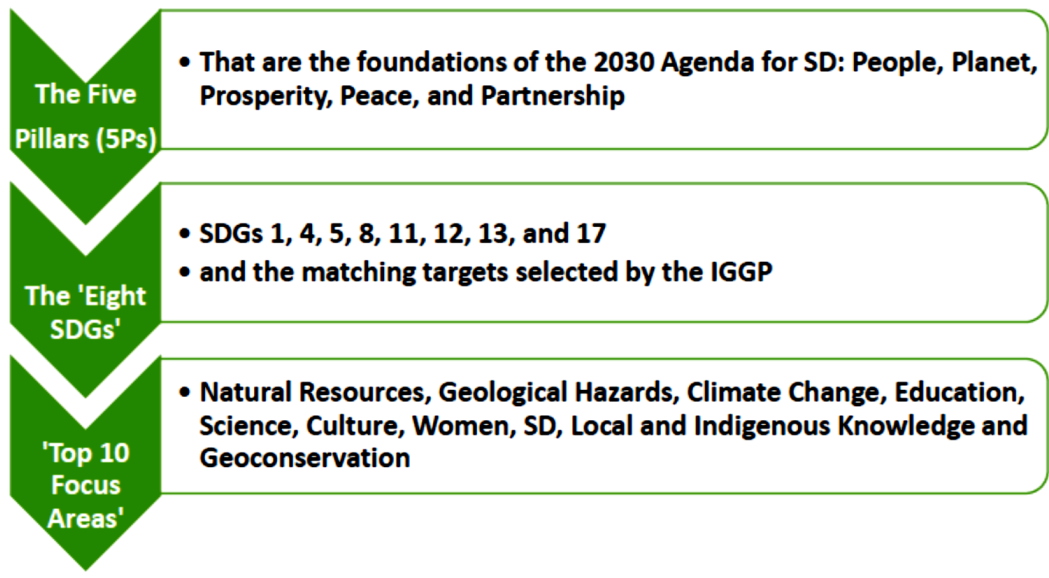 The Five
Pillars (5Ps)
• That are the foundations of the 2030 Agenda for SD: People, Planet,
Prosperity, Peace, and Partnership
The 'Eight
SDGs'
• SDGs 1, 4, 5, 8, 11, 12, 13, and 17
• and the matching targets selected by the IGGP
'Top 10
Focus
Areas'
• Natural Resources, Geological Hazards, Climate Change, Education,
Science, Culture, Women, SD, Local and Indigenous Knowledge and
Geoconservation